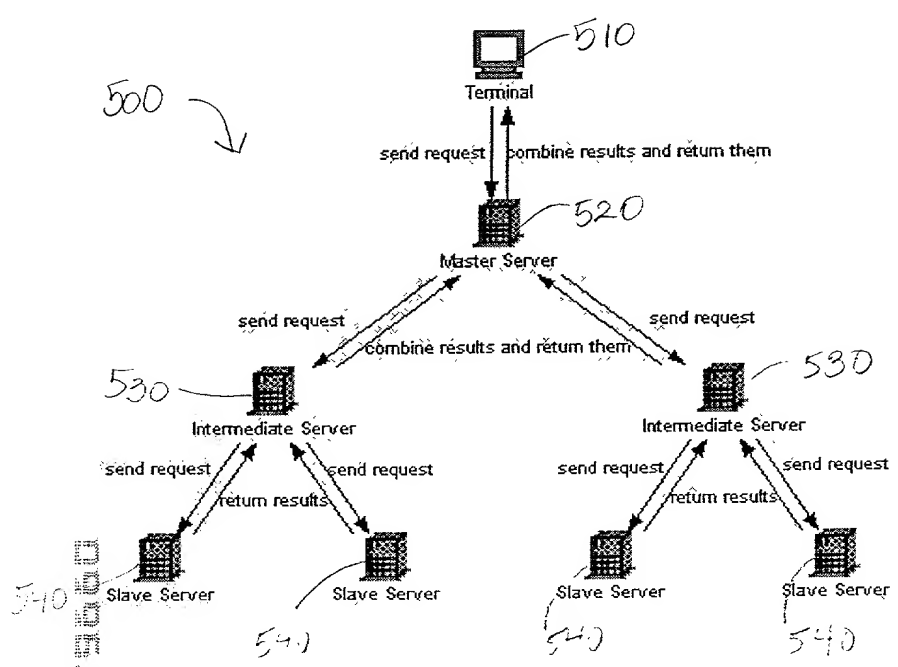 510
Terminal
500
send request combine results and return them
520
Master Server
send request send request
combine results and return them
530 530
Intermediate Server Intermediate Server
send request send request send request send request
return results return results
540 Slave Server Slave Server Slave Server Slave Server
540 540 540